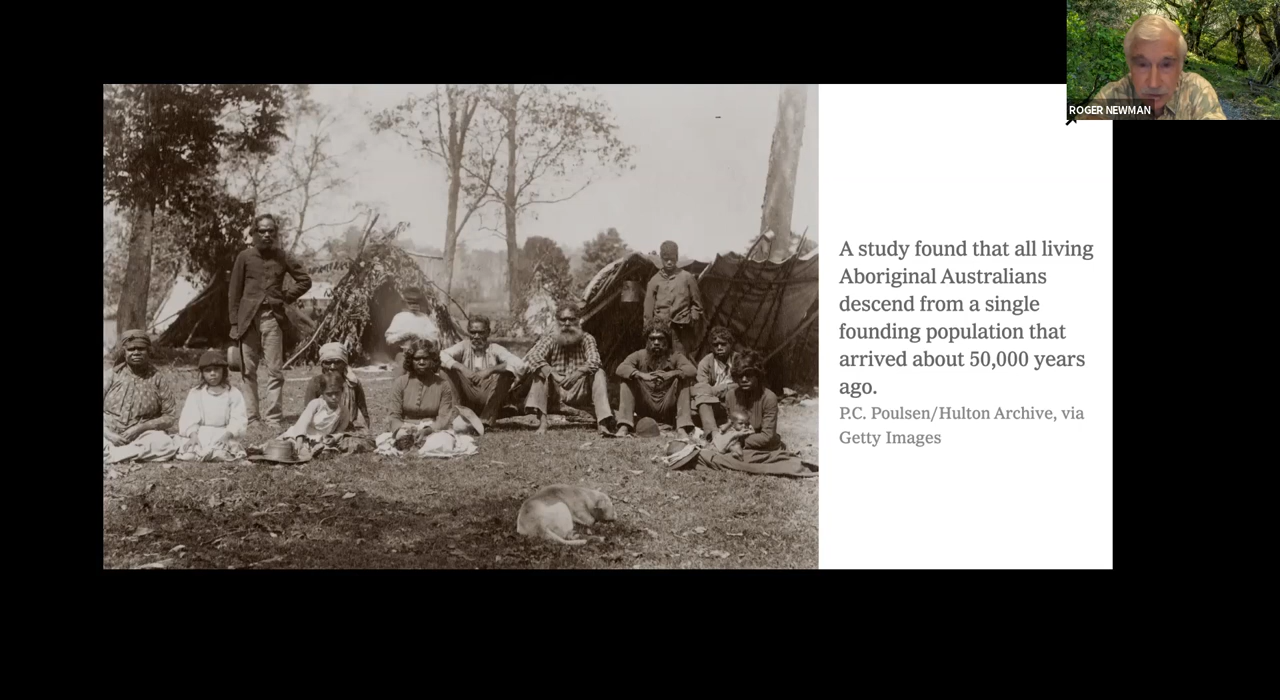 ROGER NEWMAN
A study found that all living
Aboriginal Australians
descend from a single
founding population that
arrived about 50,000 years
ago.
P.C. Poulsen/Hulton Archive, via
Getty Images